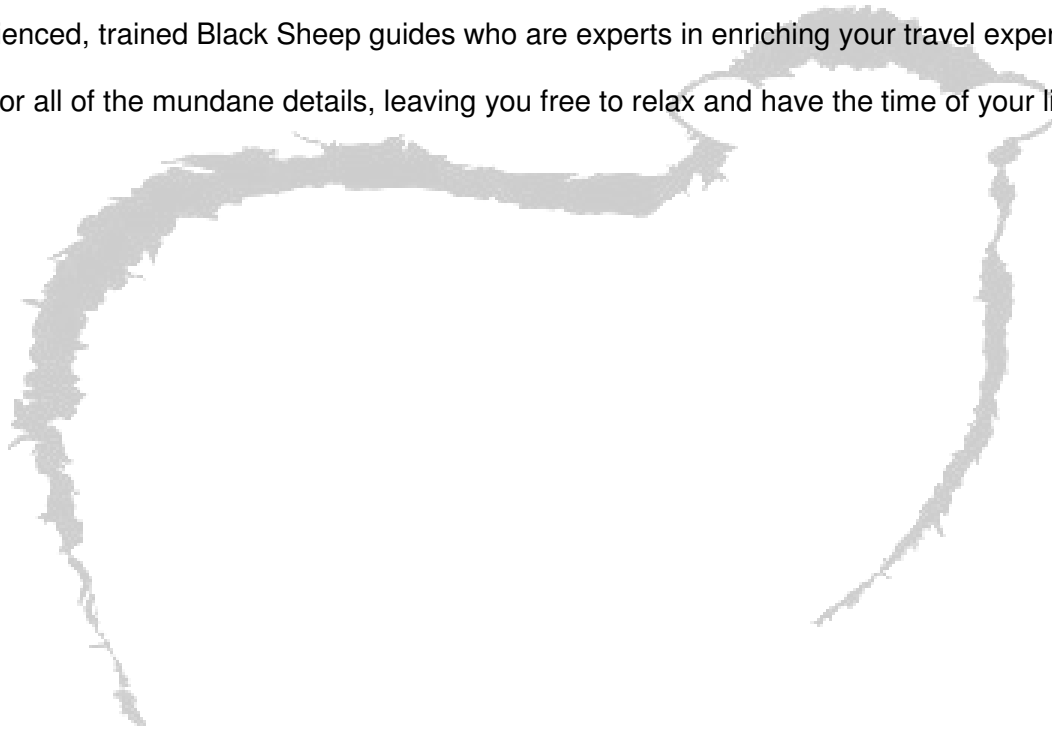 ienced, trained Black Sheep guides who are experts in enriching your travel exper
or all of the mundane details, leaving you free to relax and have the time of your li